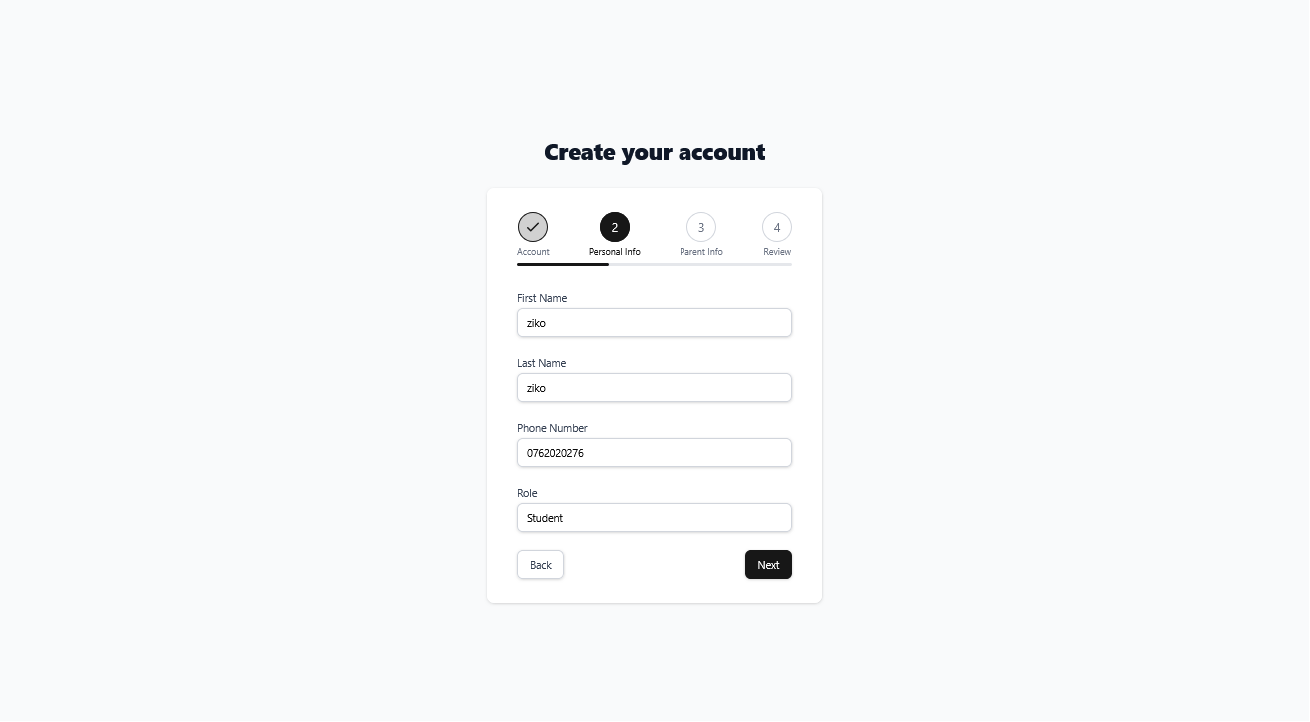 Create your account
2 3 4
Account Personal Info Parent Info Review
First Name
ziko
Last Name
ziko
Phone Number
0762020276
Role
Student
Back Next